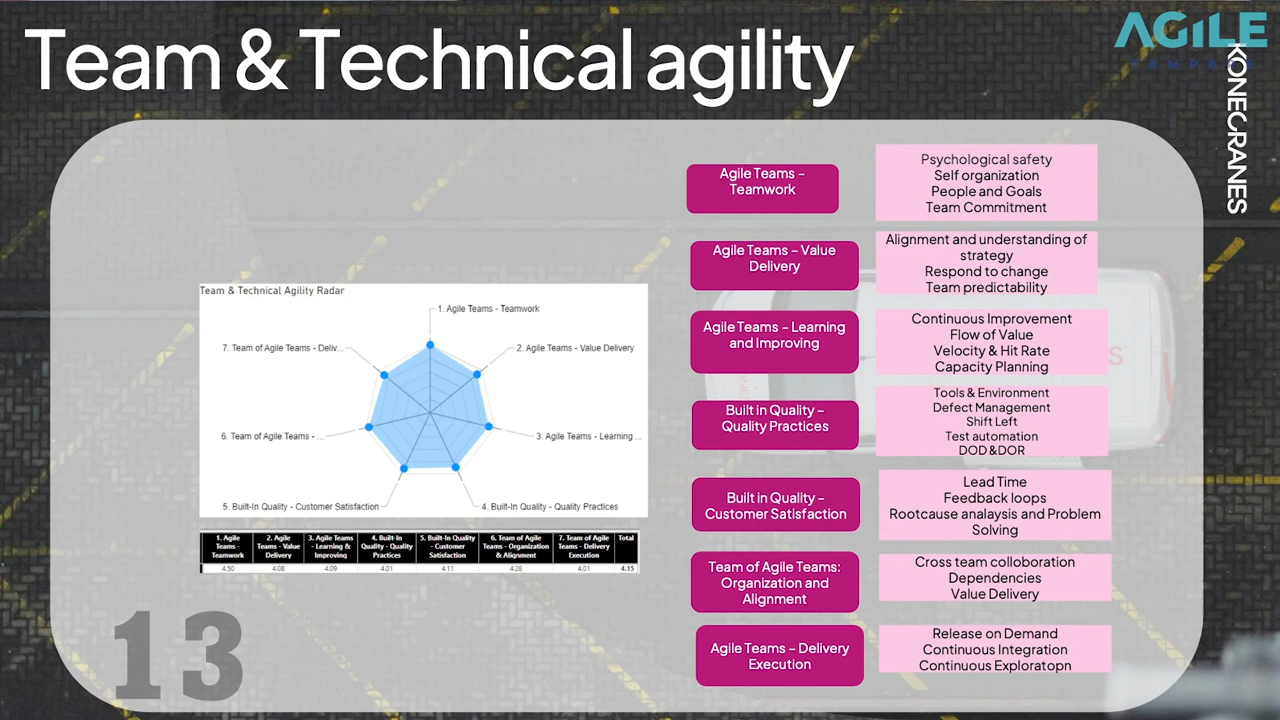 Team & Technical agility
AGILE
TAMPERE
KONECRANES
Team & Technical Agility Radar
1. Agile Teams - Teamwork
7. Team of Agile Teams - Deliv...
2. Agile Teams - Value Delivery
6. Team of Agile Teams - ...
3. Agile Teams - Learning ...
5. Built-In Quality - Customer Satisfaction
4. Built-In Quality - Quality Practices
1. Agile Teams - Teamwork
2. Agile Teams - Value Delivery
3. Agile Teams - Learning & Improving
4. Built-In Quality - Quality Practices
5. Built-In Quality - Customer Satisfaction
6. Team of Agile Teams - Organization & Alignment
7. Team of Agile Teams - Delivery Execution
Total
4.50 4.08 4.09 4.01 4.11 4.28 4.01 4.15
Agile Teams –
Teamwork
Psychological safety
Self organization
People and Goals
Team Commitment
Agile Teams – Value
Delivery
Alignment and understanding of
strategy
Respond to change
Team predictability
Agile Teams – Learning
and Improving
Continuous Improvement
Flow of Value
Velocity & Hit Rate
Capacity Planning
Built in Quality –
Quality Practices
Tools & Environment
Defect Management
Shift Left
Test automation
DOD &DOR
Built in Quality –
Customer Satisfaction
Lead Time
Feedback loops
Rootcause analaysis and Problem
Solving
Team of Agile Teams:
Organization and
Alignment
Cross team colloboration
Dependencies
Value Delivery
Agile Teams – Delivery
Execution
Release on Demand
Continuous Integration
Continuous Exploratopn
13